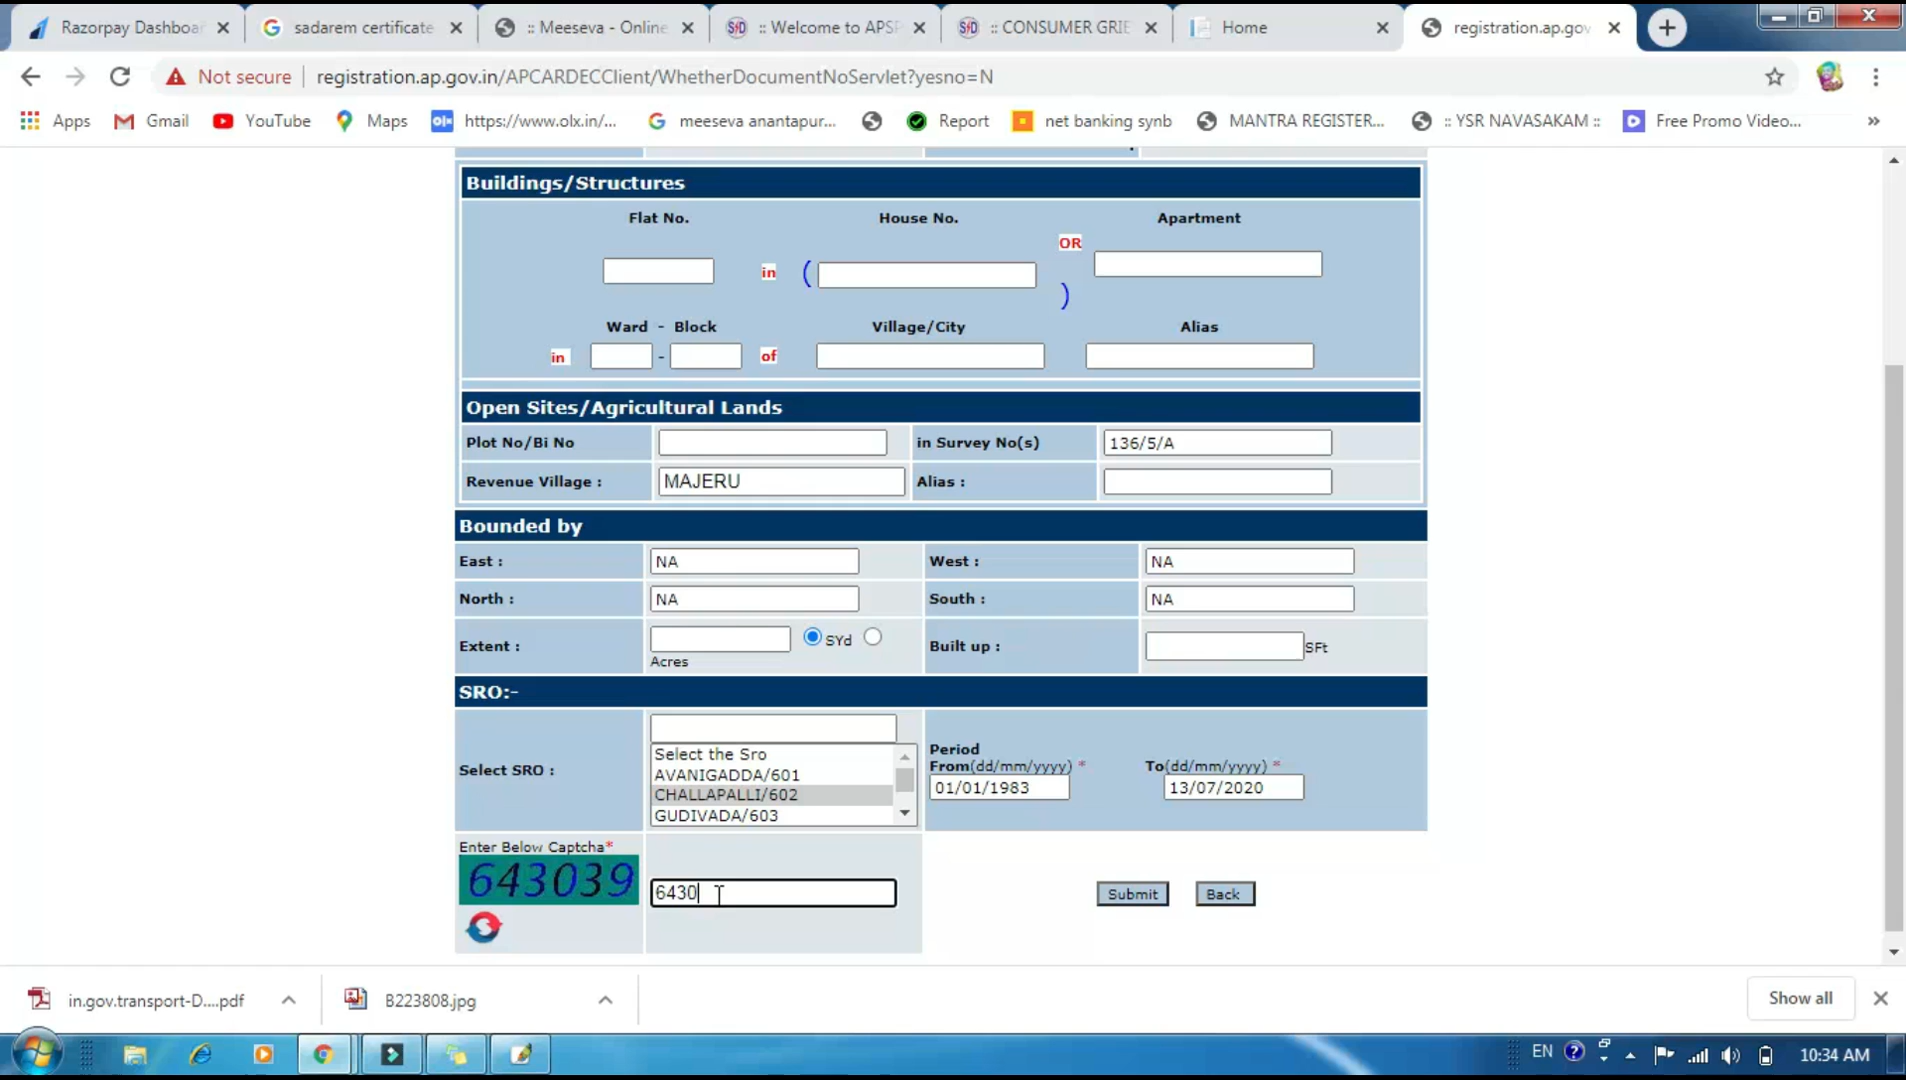 Razorpay Dashboar
sadarem certificate
:: Meeseva - Online
:: Welcome to APSP
:: CONSUMER GRIE
Home
registration.ap.gov
Not secure
registration.ap.gov.in/APCARDECClient/WhetherDocumentNoServlet?yesno=N
Apps
Gmail
YouTube
Maps
https://www.olx.in/...
meeseva anantapur...
Report
net banking synb
MANTRA REGISTER...
:: YSR NAVASAKAM ::
Free Promo Video...
»
Buildings/Structures
Flat No.
House No.
Apartment
OR
in
(
)
Ward - Block
Village/City
Alias
in
-
of
Open Sites/Agricultural Lands
Plot No/Bi No
in Survey No(s)
136/5/A
Revenue Village :
MAJERU
Alias :
Bounded by
East :
NA
West :
NA
North :
NA
South :
NA
Extent :
SYd
Acres
Built up :
SFt
SRO:-
Select SRO :
Select the Sro
AVANIGADDA/601
CHALLAPALLI/602
GUDIVADA/603
Period
From(dd/mm/yyyy) *
To(dd/mm/yyyy) *
01/01/1983
13/07/2020
Enter Below Captcha*
643039
6430
Submit
Back
in.gov.transport-D....pdf
B223808.jpg
Show all
EN
10:34 AM